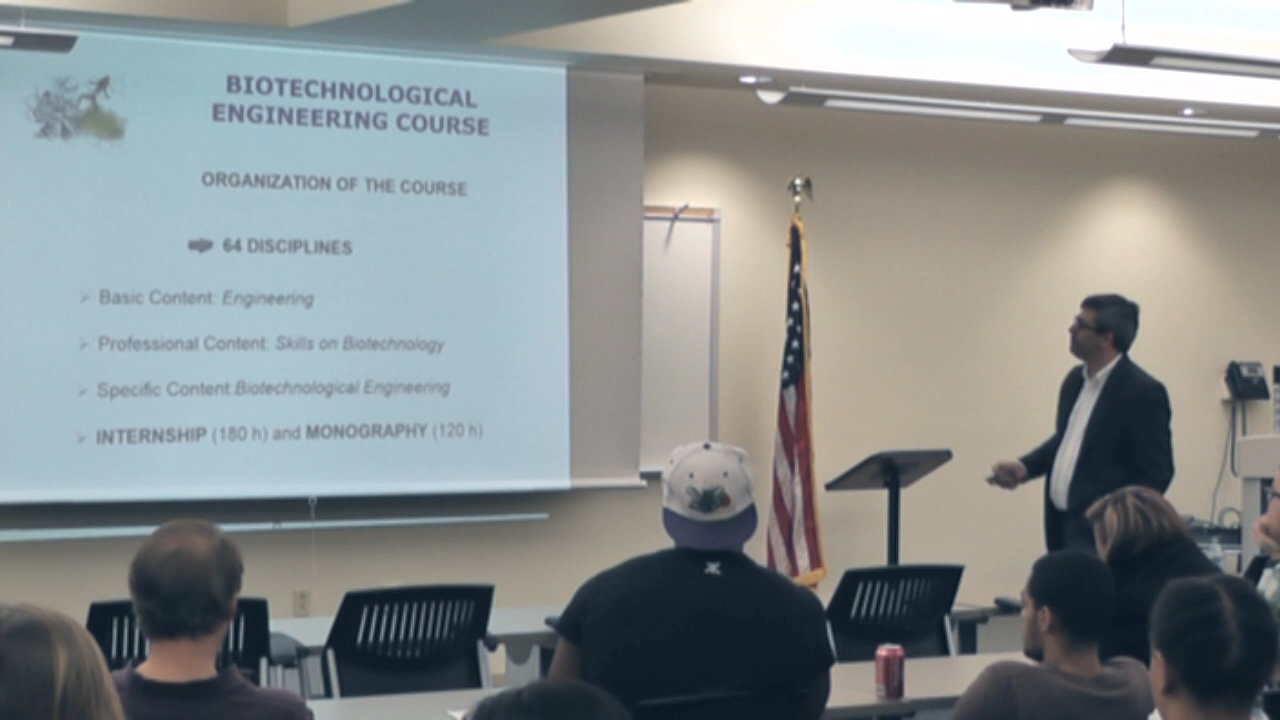 BIOTECHNOLOGICAL
ENGINEERING COURSE
ORGANIZATION OF THE COURSE
64 DISCIPLINES
Basic Content: Engineering
Professional Content: Skills on Biotechnology
Specific Content:Biotechnological Engineering
INTERNSHIP (180 h) and MONOGRAPHY (120 h)